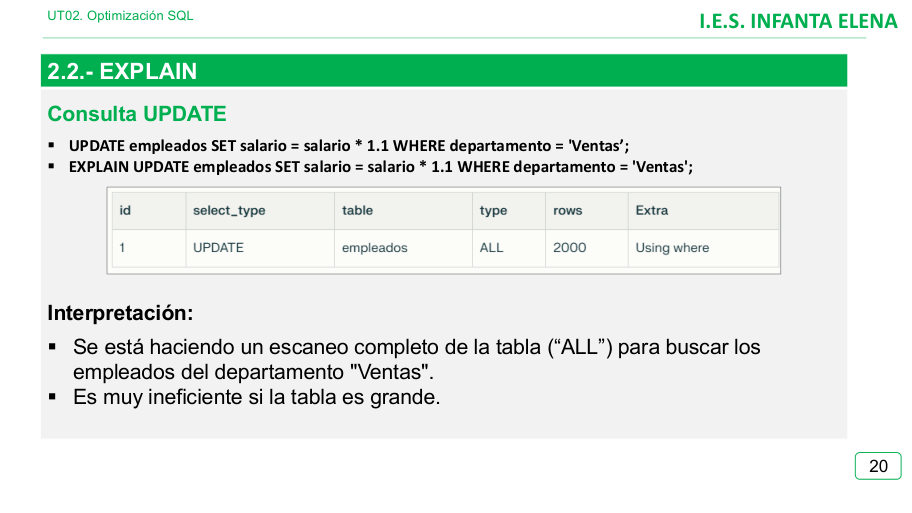 UT02. Optimización SQL
I.E.S. INFANTA ELENA
2.2.- EXPLAIN
Consulta UPDATE
▪ UPDATE empleados SET salario = salario * 1.1 WHERE departamento = 'Ventas’;
▪ EXPLAIN UPDATE empleados SET salario = salario * 1.1 WHERE departamento = 'Ventas';
id select_type table type rows Extra
1 UPDATE empleados ALL 2000 Using where
Interpretación:
▪ Se está haciendo un escaneo completo de la tabla (“ALL”) para buscar los
empleados del departamento "Ventas".
▪ Es muy ineficiente si la tabla es grande.
20